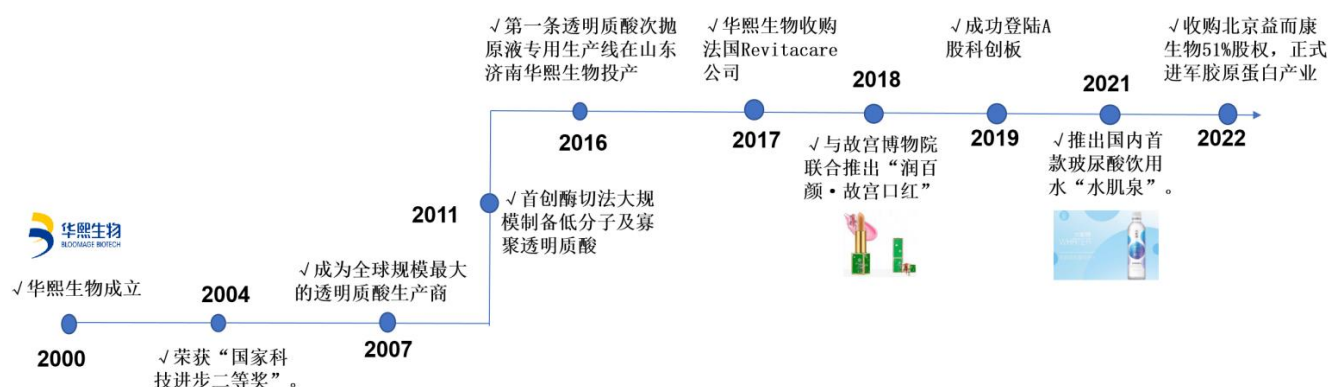 √第一条透明质酸次抛
原液专用生产线在山东
济南华熙生物投产
√华熙生物收购
法国Revitacare
公司
2018
√成功登陆A
股科创板
2021
√收购北京益而康
生物51%股权，正式
进军胶原蛋白产业
2016
2017
√与故宫博物院
联合推出“润百
颜·故宫口红”
2019
√推出国内首
款玻尿酸饮用
水“水肌泉”。
2022
2011
√首创酶切法大规
模制备低分子及寡
聚透明质酸
华熙生物
BLOOMAGE BIOTECH
√华熙生物成立
2004
√成为全球规模最大
的透明质酸生产商
2000
√荣获“国家科
技进步二等奖”。
2007